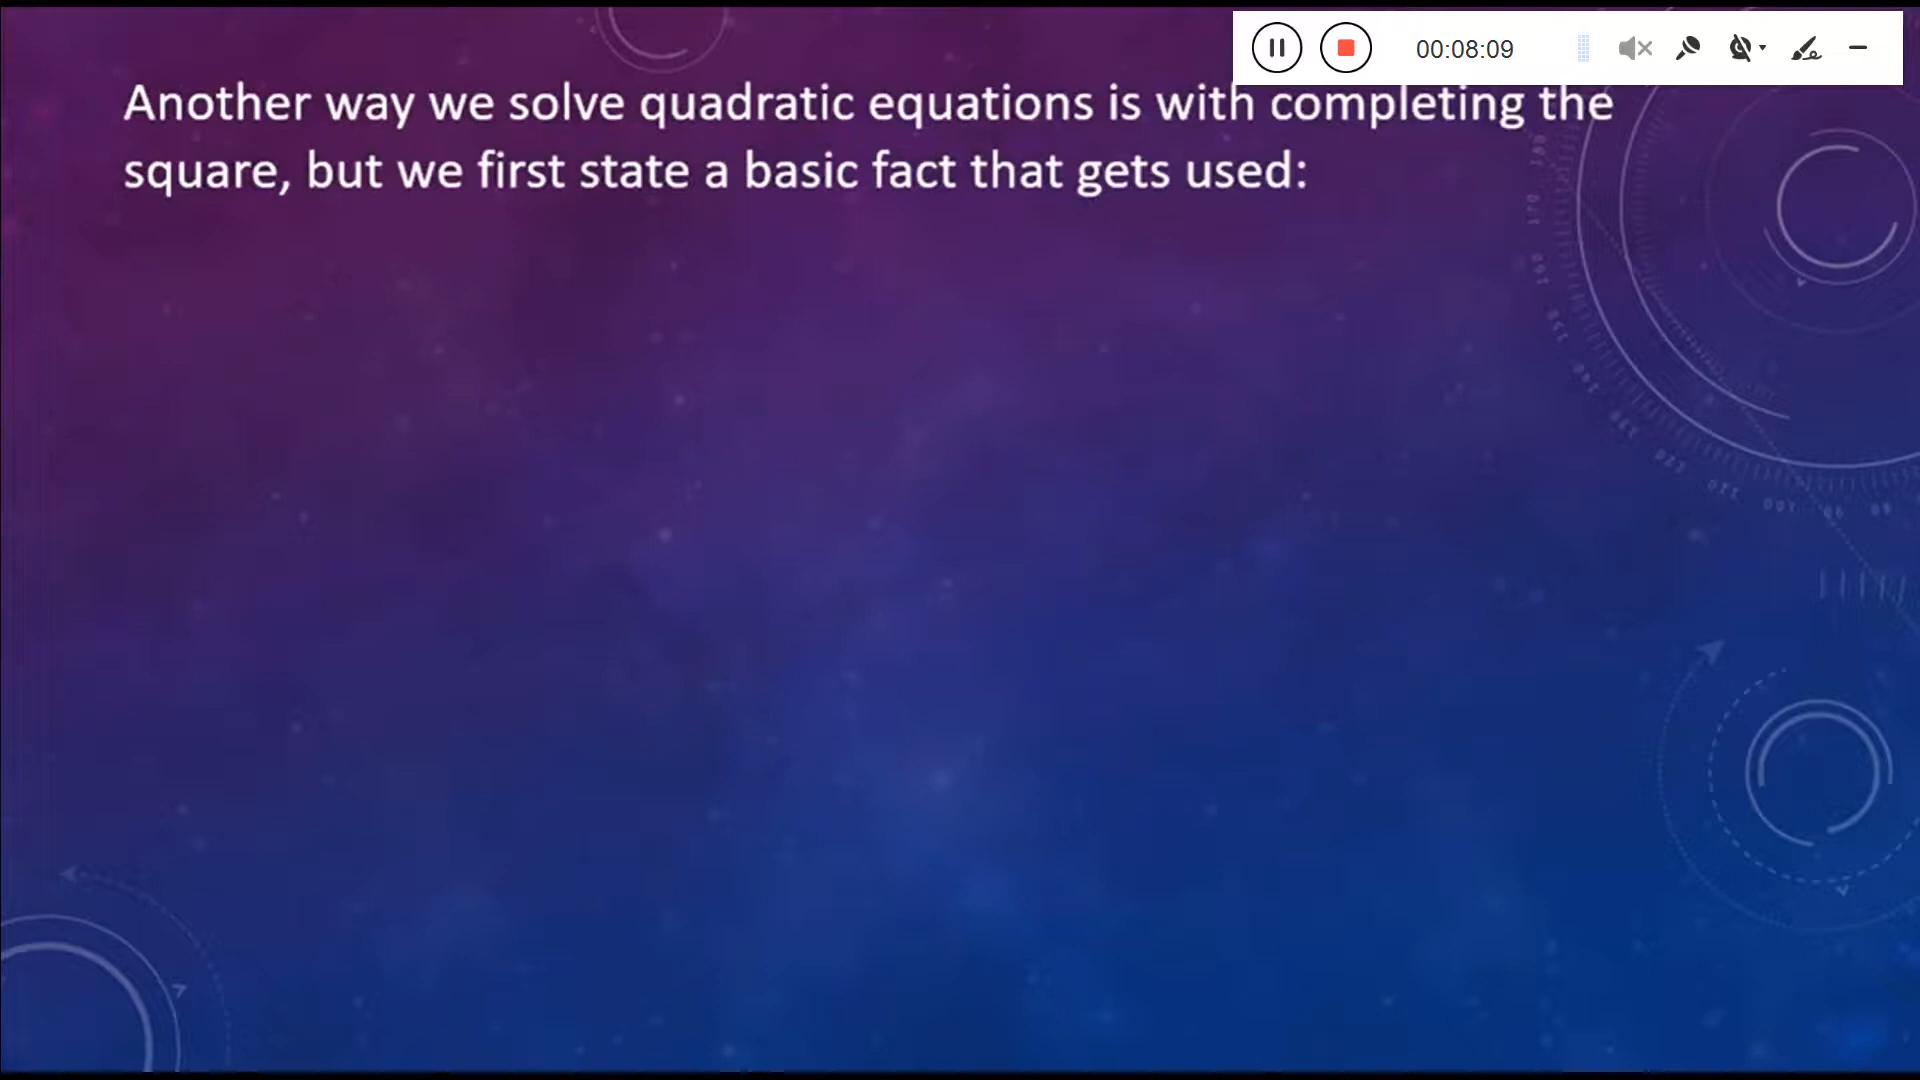 00:08:09
Another way we solve quadratic equations is with completing the
square, but we first state a basic fact that gets used: